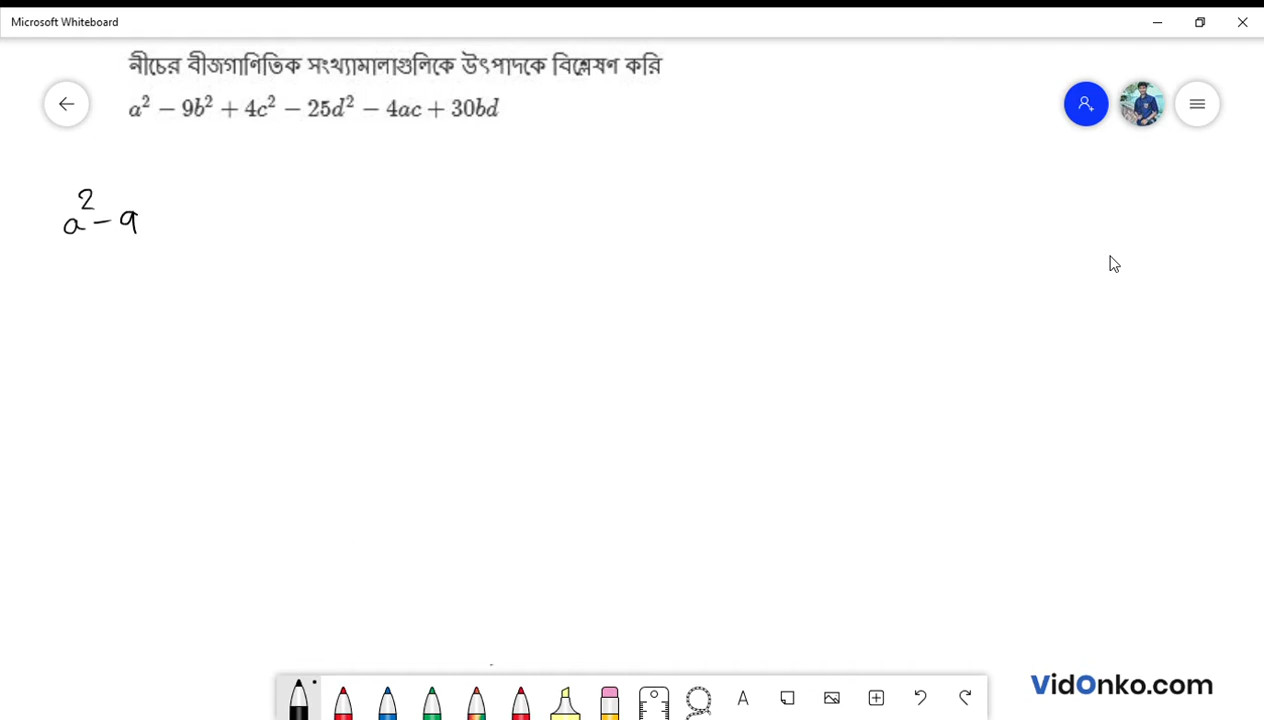 Microsoft Whiteboard
নীচের বীজগাণিতিক সংখ্যামালাগুলিকে উৎপাদকে বিশ্লেষণ করি
a² − 9b² + 4c² − 25d² − 4ac + 30bd
a² − 9
VidOnko.com